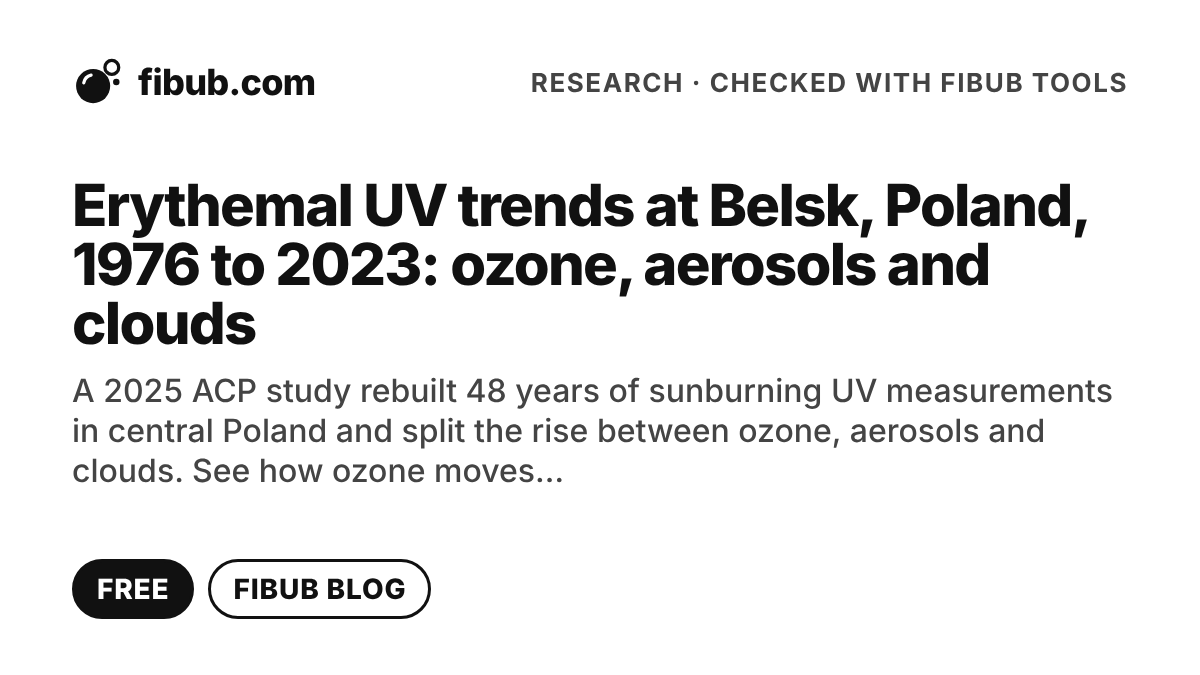 fibub.com
RESEARCH · CHECKED WITH FIBUB TOOLS
Erythemal UV trends at Belsk, Poland,
1976 to 2023: ozone, aerosols and
clouds
A 2025 ACP study rebuilt 48 years of sunburning UV measurements
in central Poland and split the rise between ozone, aerosols and
clouds. See how ozone moves...
FREE
FIBUB BLOG